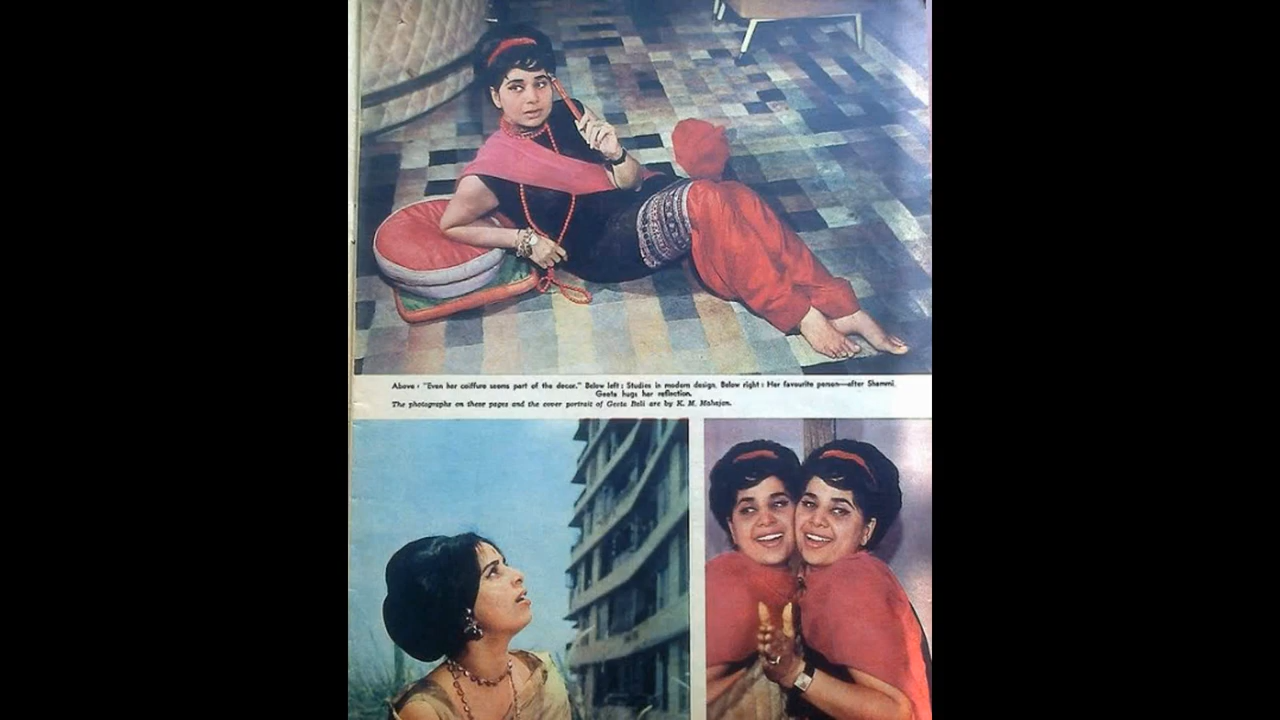 Above : "Even her coiffure seems part of the decor." Below left : Studies in modern design. Below right : Her favourite person—after Shammi.
Geeta hugs her reflection.
The photographs on these pages and the cover portrait of Geeta Bali are by K. M. Mahajan.